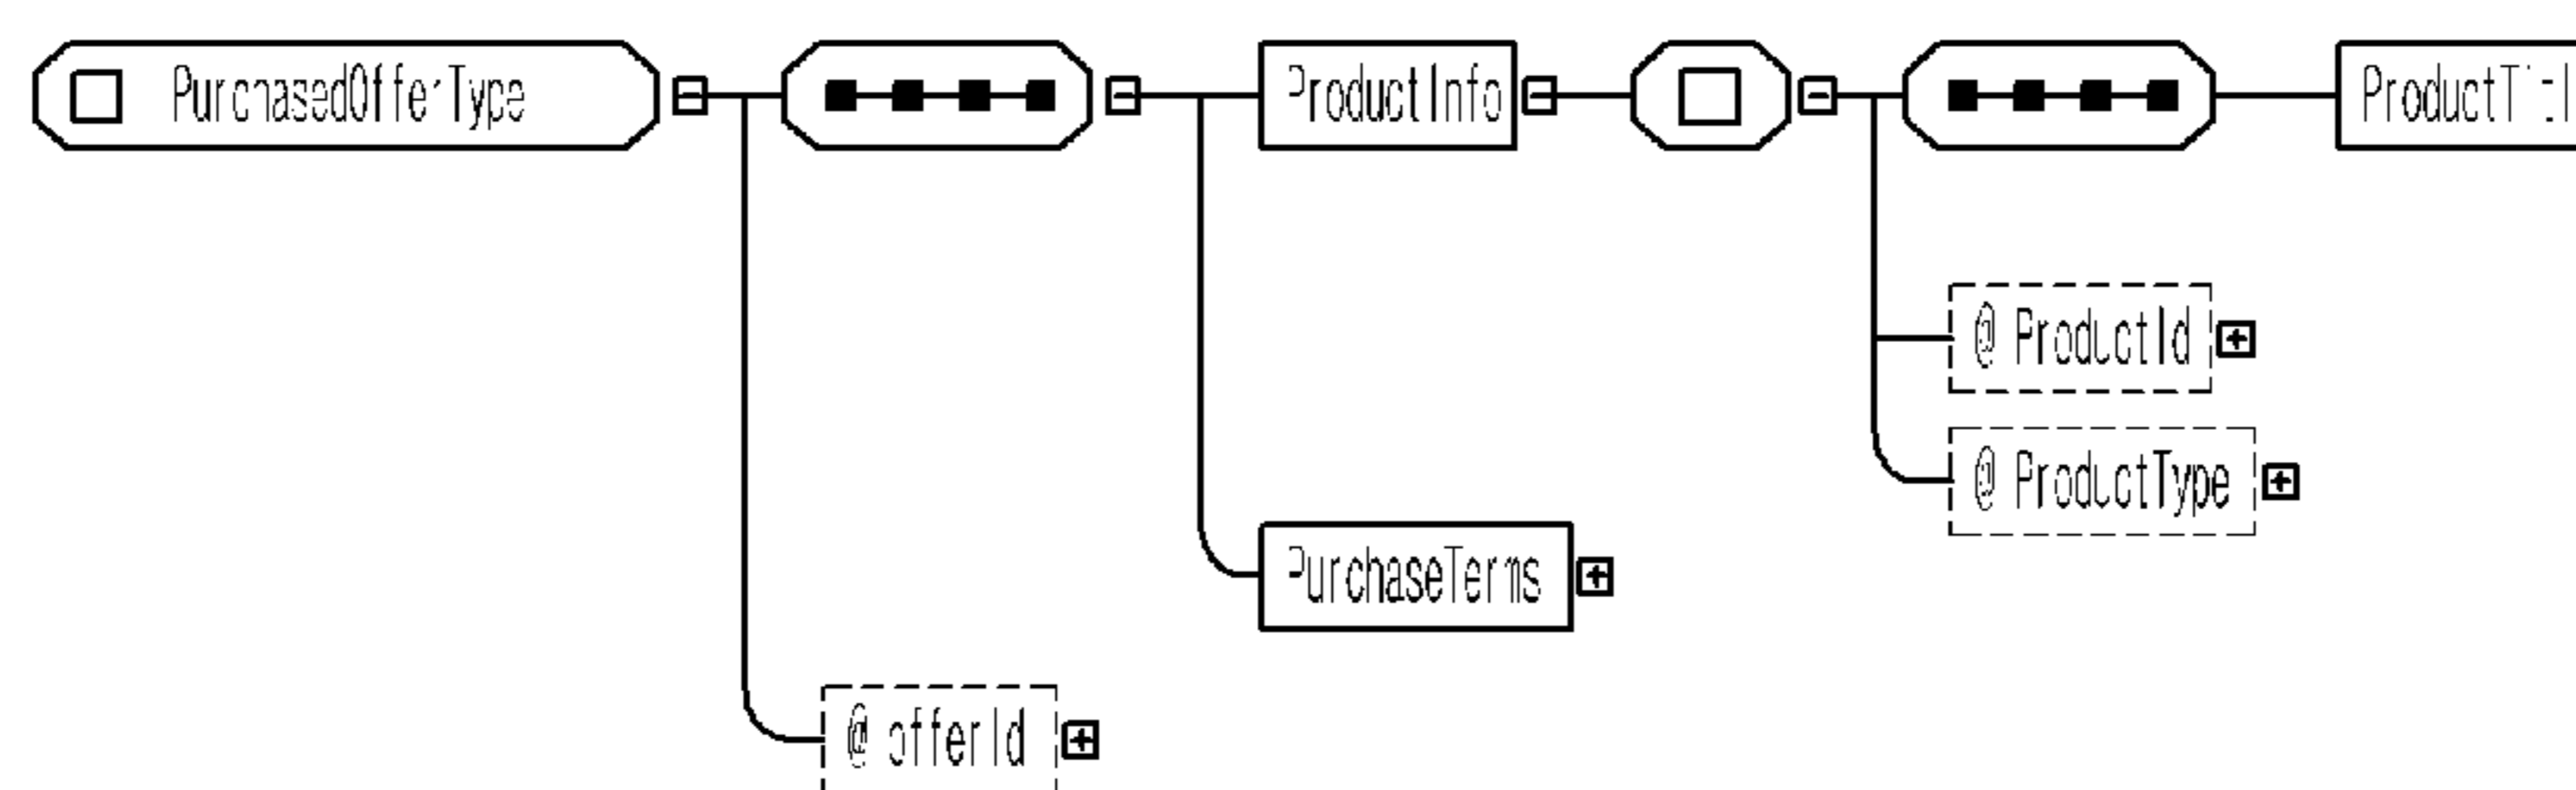 PurchasedOfferType
ProductInfo
@ ProductId
@ ProductType
PurchaseTerms
@ offerId